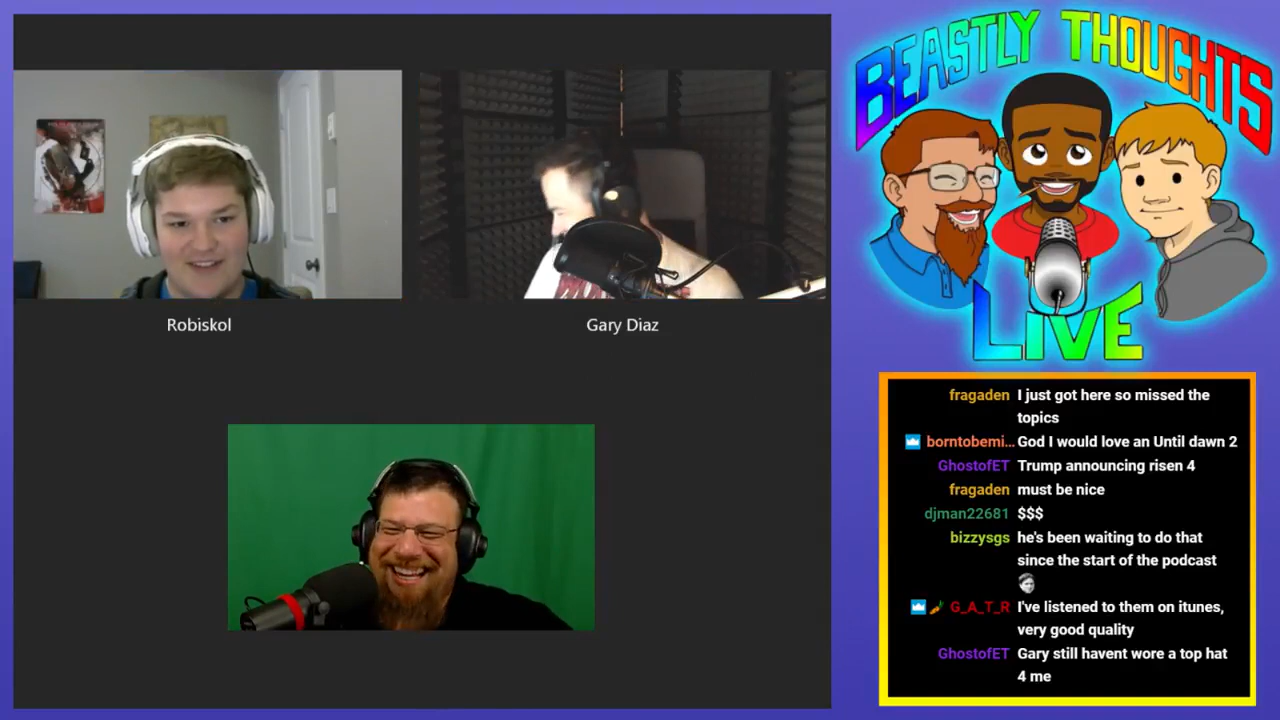 Robiskol
Gary Diaz
BEASTLY THOUGHTS
LIVE
fragaden I just got here so missed the
topics
borntobemi... God I would love an Until dawn 2
GhostofET Trump announcing risen 4
fragaden must be nice
djman22681 $$$
bizzysgs he's been waiting to do that
since the start of the podcast
G_A_T_R I've listened to them on itunes,
very good quality
GhostofET Gary still havent wore a top hat
4 me